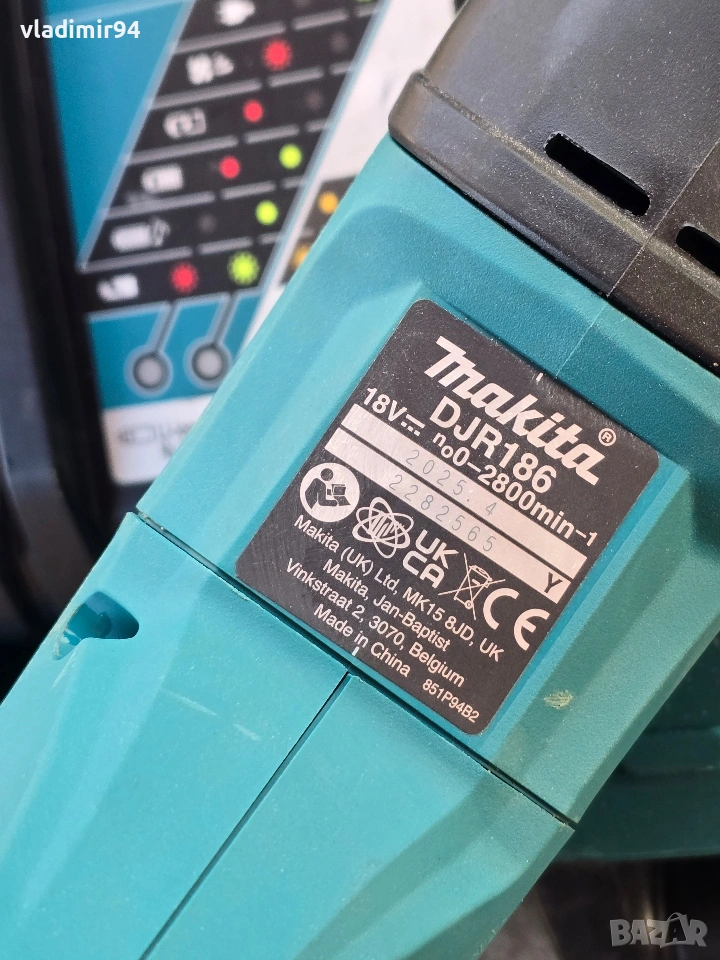 vladimir94
makita®
DJR186
18V⎓ n₀0-2800min-1
2025.4
2282565 Y
UK
CA
CE
Makita (UK) Ltd, MK15 8JD, UK
Makita, Jan-Baptist
Vinkstraat 2, 3070, Belgium
Made in China
851P94B2
BAZAR